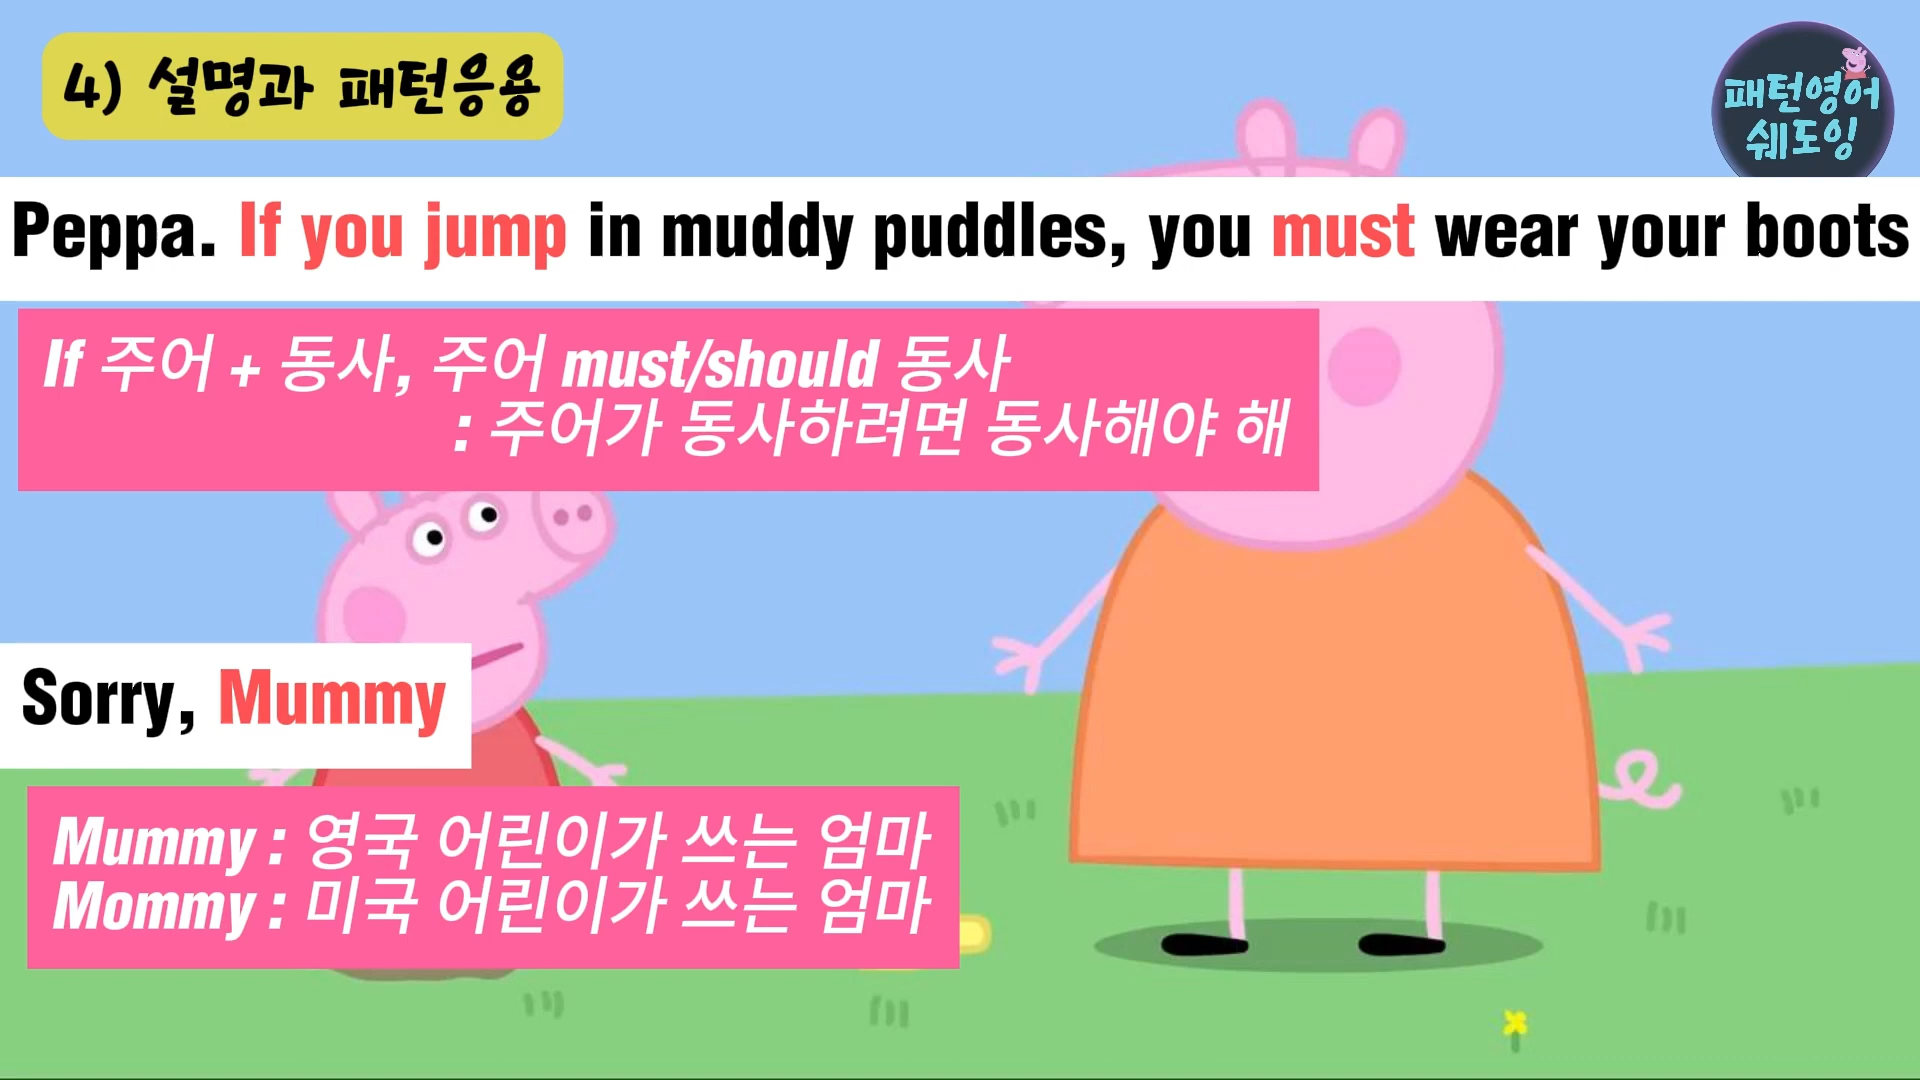 4) 설명과 패턴응용
패턴영어
쉐도잉
Peppa. If you jump in muddy puddles, you must wear your boots
If 주어 + 동사, 주어 must/should 동사
: 주어가 동사하려면 동사해야 해
Sorry, Mummy
Mummy : 영국 어린이가 쓰는 엄마
Mommy : 미국 어린이가 쓰는 엄마